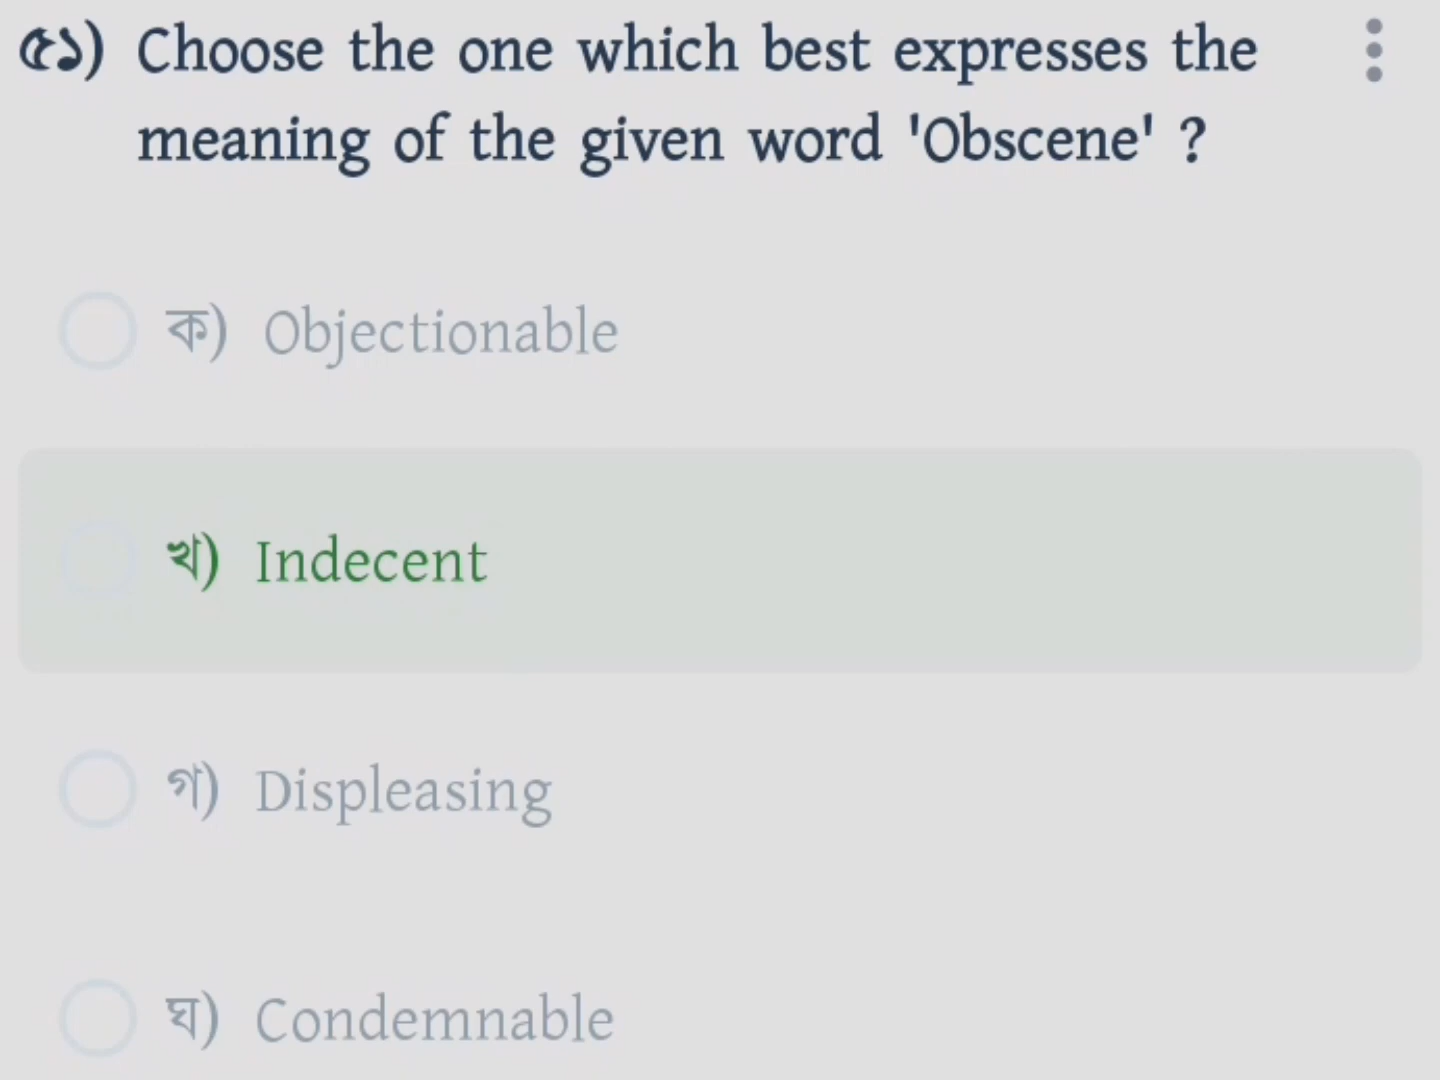 ৫১) Choose the one which best expresses the
meaning of the given word 'Obscene' ?
ক) Objectionable
খ) Indecent
গ) Displeasing
ঘ) Condemnable